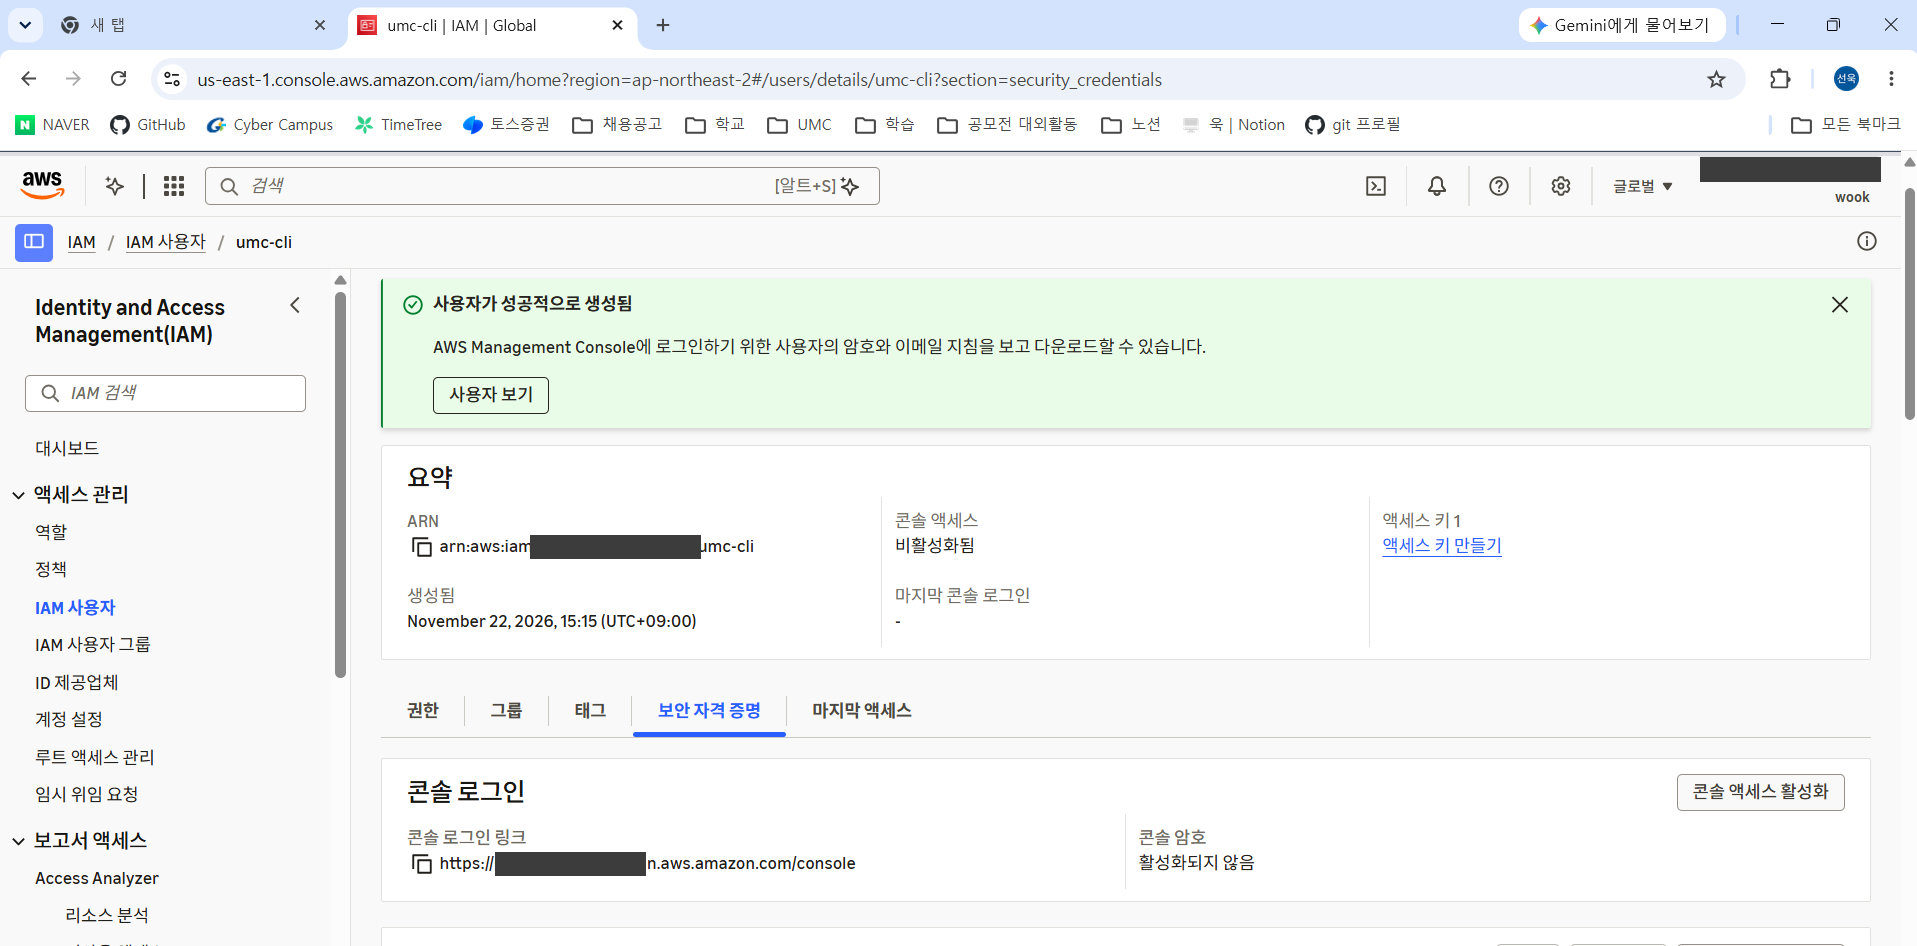 새 탭
umc-cli | IAM | Global
Gemini에게 물어보기
us-east-1.console.aws.amazon.com/iam/home?region=ap-northeast-2#/users/details/umc-cli?section=security_credentials
선욱
NAVER
GitHub
Cyber Campus
TimeTree
토스증권
채용공고
학교
UMC
학습
공모전 대외활동
노션
욱 | Notion
git 프로필
모든 북마크
aws
검색
[알트+S]
글로벌
wook
IAM / IAM 사용자 / umc-cli
Identity and Access
Management(IAM)
IAM 검색
대시보드
액세스 관리
역할
정책
IAM 사용자
IAM 사용자 그룹
ID 제공업체
계정 설정
루트 액세스 관리
임시 위임 요청
보고서 액세스
Access Analyzer
리소스 분석
사용자가 성공적으로 생성됨
AWS Management Console에 로그인하기 위한 사용자의 암호와 이메일 지침을 보고 다운로드할 수 있습니다.
사용자 보기
요약
ARN
arn:aws:iam
umc-cli
콘솔 액세스
비활성화됨
액세스 키 1
액세스 키 만들기
생성됨
November 22, 2026, 15:15 (UTC+09:00)
마지막 콘솔 로그인
-
권한
그룹
태그
보안 자격 증명
마지막 액세스
콘솔 로그인
콘솔 액세스 활성화
콘솔 로그인 링크
https://
n.aws.amazon.com/console
콘솔 암호
활성화되지 않음